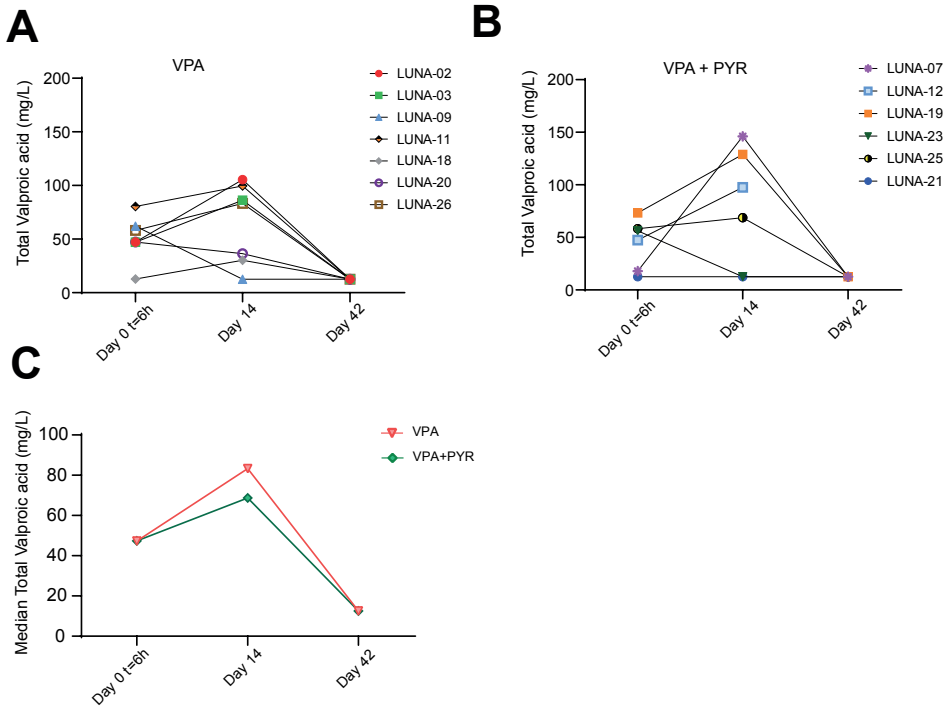 A
VPA
Total Valproic acid (mg/L)
200
150
100
50
0
Day 0 t=6h
Day 14
Day 42
LUNA-02
LUNA-03
LUNA-09
LUNA-11
LUNA-18
LUNA-20
LUNA-26
B
VPA + PYR
Total Valproic acid (mg/L)
200
150
100
50
0
Day 0 t=6h
Day 14
Day 42
LUNA-07
LUNA-12
LUNA-19
LUNA-23
LUNA-25
LUNA-21
C
Median Total Valproic acid (mg/L)
100
80
60
40
20
0
Day 0 t=6h
Day 14
Day 42
VPA
VPA+PYR